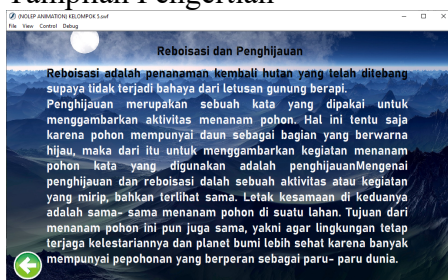 Tampilan Pengertian
(NOLEP ANIMATION) KELOMPOK 5.swf
File View Control Debug
Reboisasi dan Penghijauan
Reboisasi adalah penanaman kembali hutan yang telah ditebang
supaya tidak terjadi bahaya dari letusan gunung berapi.
Penghijauan merupakan sebuah kata yang dipakai untuk
menggambarkan aktivitas menanam pohon. Hal ini tentu saja
karena pohon mempunyai daun sebagai bagian yang berwarna
hijau, maka dari itu untuk menggambarkan kegiatan menanam
pohon kata yang digunakan adalah penghijauanMengenai
penghijauan dan reboisasi dalah sebuah aktivitas atau kegiatan
yang mirip, bahkan terlihat sama. Letak kesamaan di keduanya
adalah sama- sama menanam pohon di suatu lahan. Tujuan dari
menanam pohon ini pun juga sama, yakni agar lingkungan tetap
terjaga kelestariannya dan planet bumi lebih sehat karena banyak
mempunyai pepohonan yang berperan sebagai paru- paru dunia.